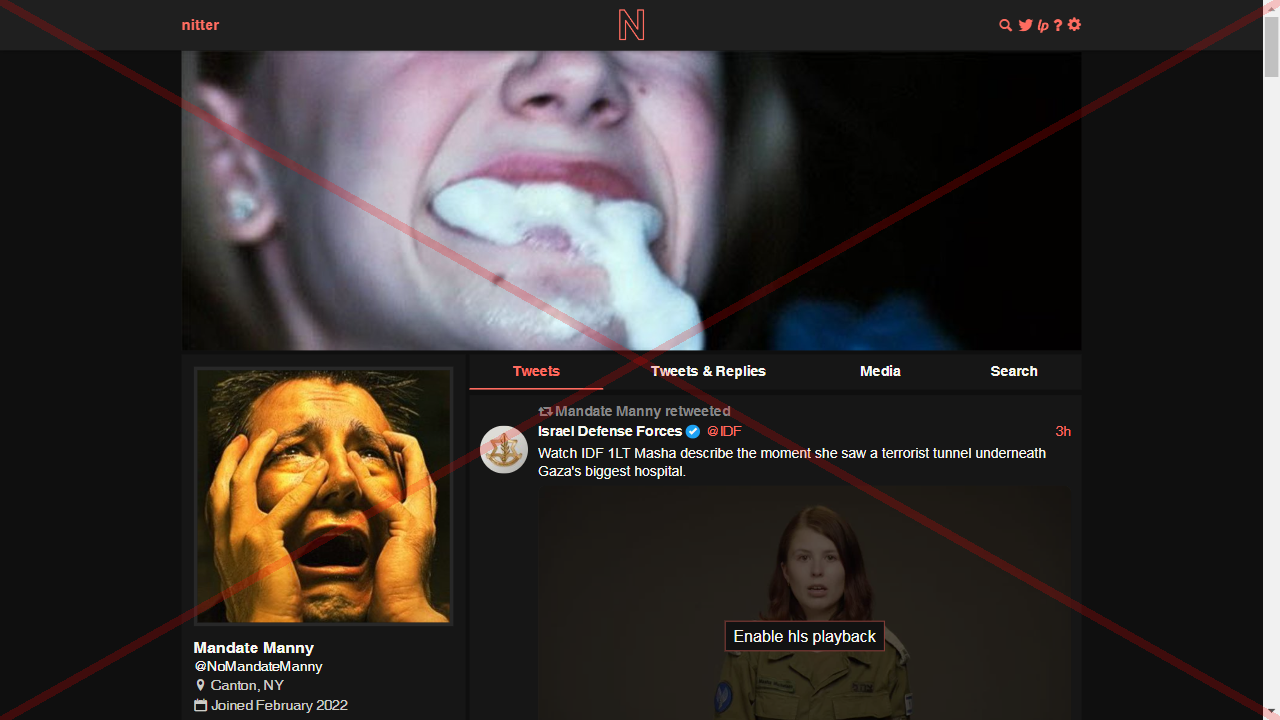 nitter
N
lp ?
Tweets
Tweets & Replies
Media
Search
Mandate Manny retweeted
Israel Defense Forces @IDF
3h
Watch IDF 1LT Masha describe the moment she saw a terrorist tunnel underneath
Gaza's biggest hospital.
Enable hls playback
Mandate Manny
@NoMandateManny
Canton, NY
Joined February 2022